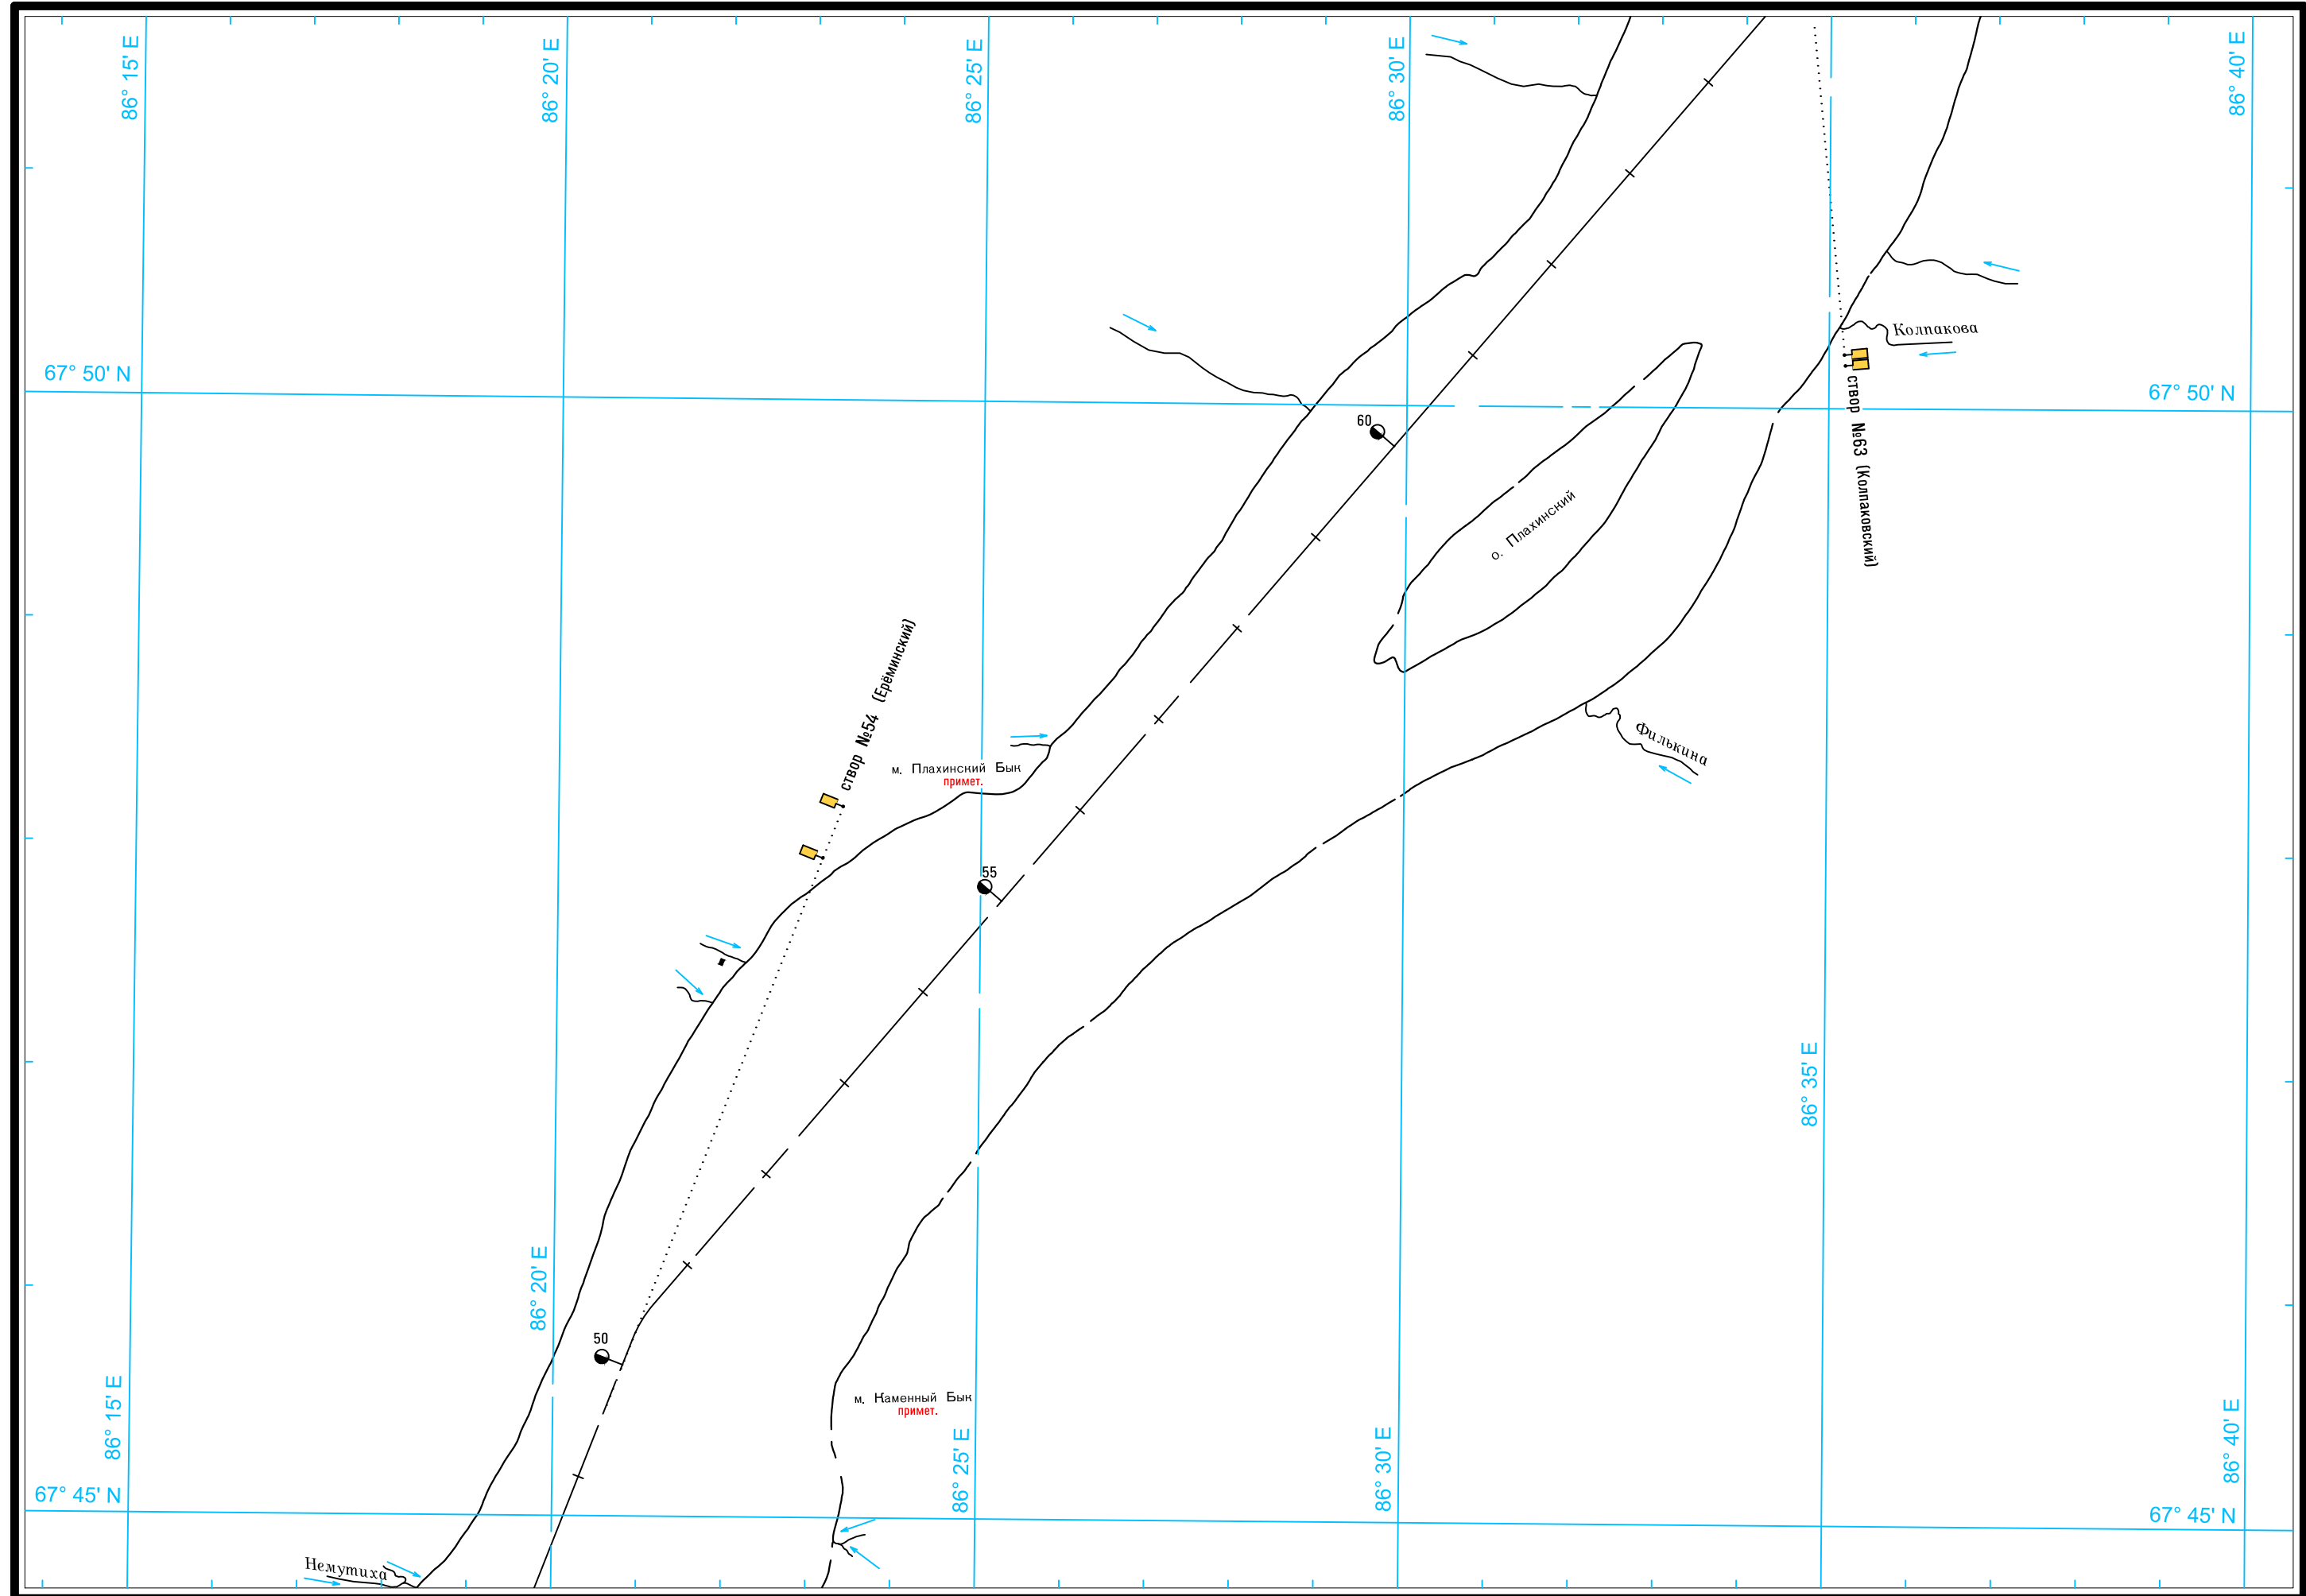 86° 15' E
86° 20' E
86° 25' E
86° 30' E
86° 40' E
Колпакова
67° 50' N
67° 50' N
60
створ №63 (Колпаковский)
о. Плахинский
створ №54 (Ерёминский)
Филькина
м. Плахинский Бык
примет.
55
86° 35' E
86° 20' E
50
86° 15' E
м. Каменный Бык
примет.
86° 25' E
86° 30' E
86° 40' E
67° 45' N
67° 45' N
Немутиха